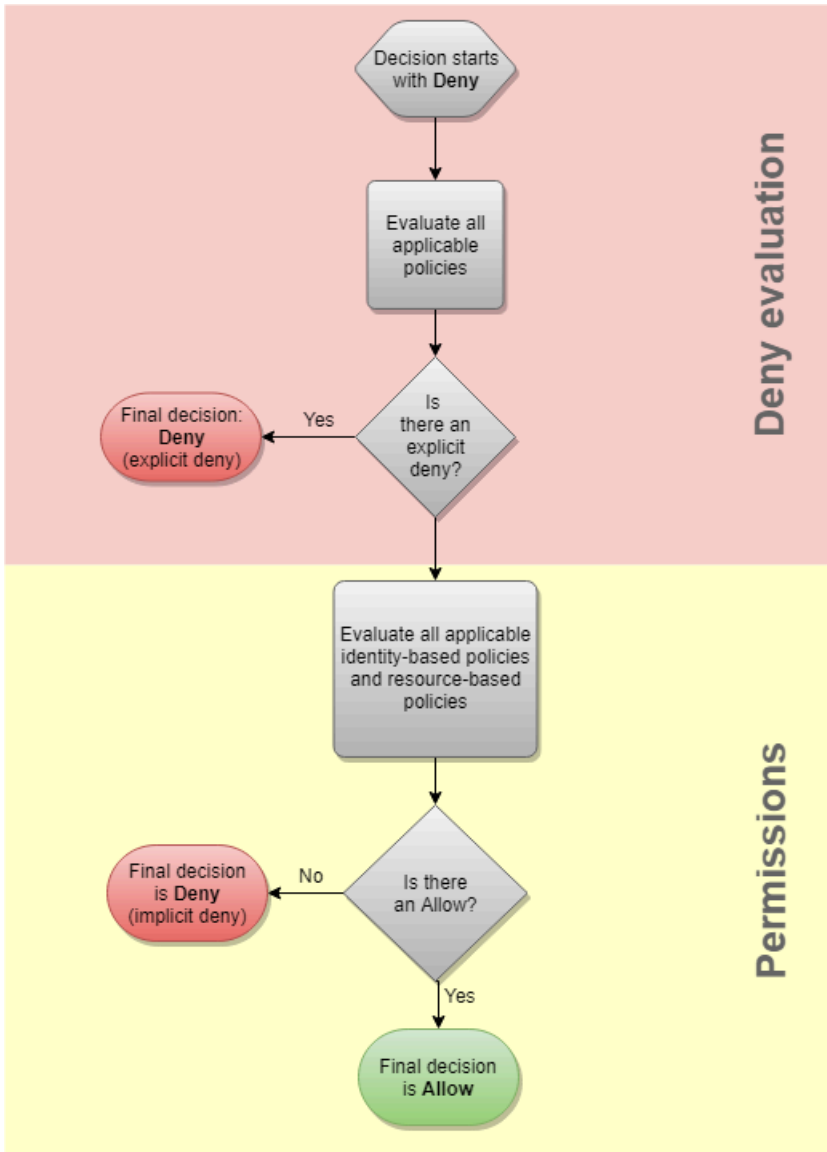 Decision starts
with Deny
Evaluate all
applicable
policies
Is
there an
explicit
deny?
Yes
Final decision:
Deny
(explicit deny)
Deny evaluation
Evaluate all applicable
identity-based policies
and resource-based
policies
Is there
an Allow?
No
Final decision
is Deny
(implicit deny)
Yes
Final decision
is Allow
Permissions